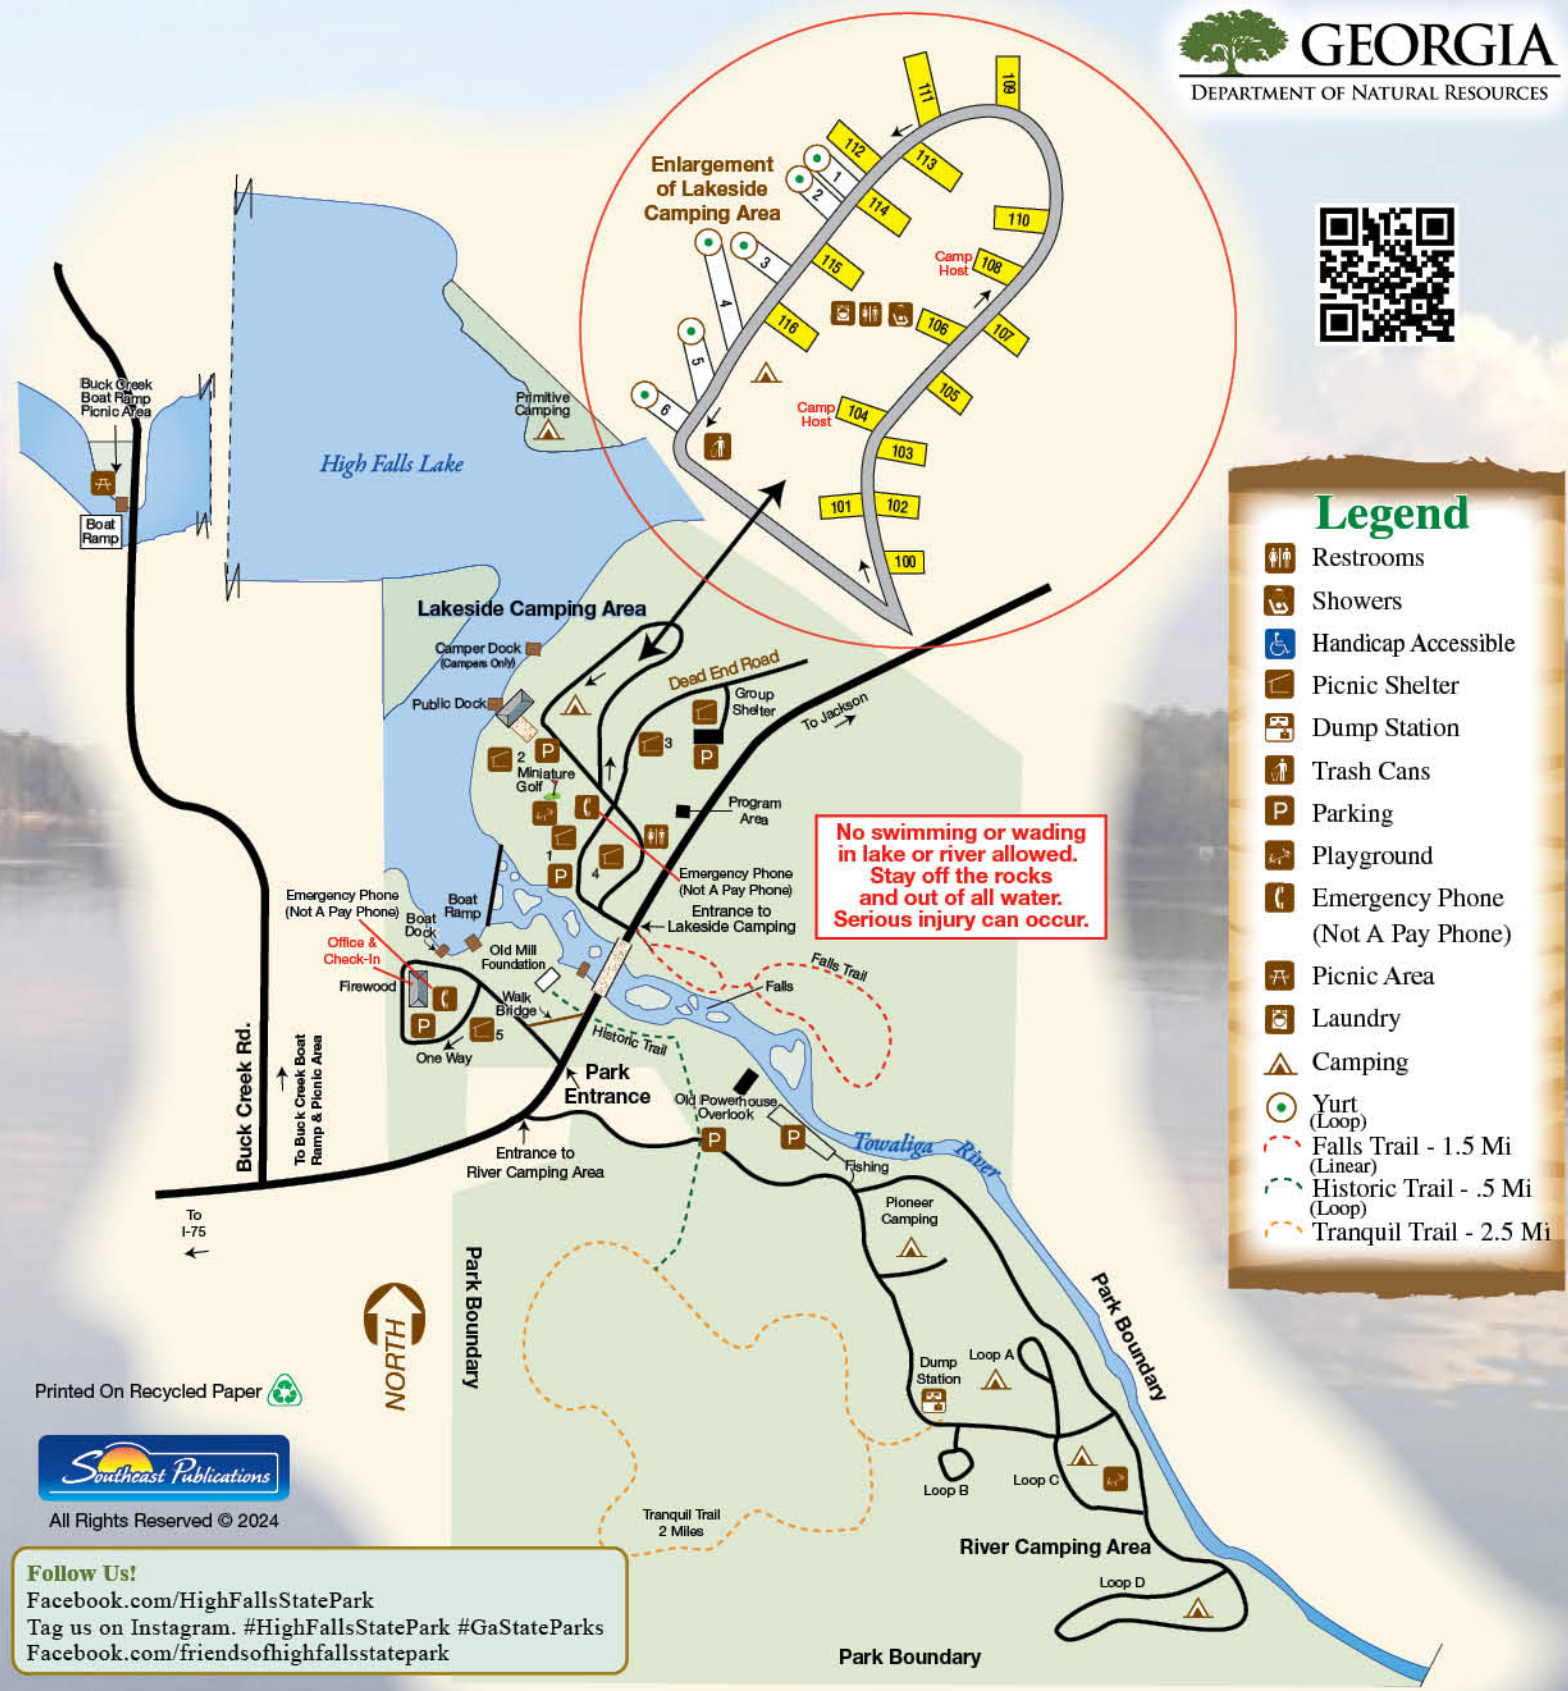 GEORGIA
DEPARTMENT OF NATURAL RESOURCES
Enlargement
of Lakeside
Camping Area
111
109
112
113
1
2
114
110
3
115
Camp
Host
108
4
116
106
107
5
105
6
Camp
Host
104
103
101
102
100
Buck Creek
Boat Ramp
Picnic Area
Boat
Ramp
High Falls Lake
Primitive
Camping
Lakeside Camping Area
Camper Dock
(Campers Only)
Public Dock
Dead End Road
Group
Shelter
To Jackson
2
P
3
P
Miniature
Golf
Program
Area
1
P
4
Emergency Phone
(Not A Pay Phone)
Entrance to
Lakeside Camping
No swimming or wading
in lake or river allowed.
Stay off the rocks
and out of all water.
Serious injury can occur.
Emergency Phone
(Not A Pay Phone)
Boat
Dock
Boat
Ramp
Office &
Check-In
Firewood
Old Mill
Foundation
Falls Trail
Falls
P
5
Walk
Bridge
One Way
Historic Trail
Park
Entrance
Old Powerhouse
Overlook
P
P
Towaliga River
Fishing
Buck Creek Rd.
To Buck Creek Boat
Ramp & Picnic Area
Entrance to
River Camping Area
To
I-75
Pioneer
Camping
Park Boundary
Park Boundary
NORTH
Dump
Station
Loop A
Loop B
Loop C
Tranquil Trail
2 Miles
River Camping Area
Loop D
Park Boundary
Legend
Restrooms
Showers
Handicap Accessible
Picnic Shelter
Dump Station
Trash Cans
P Parking
Playground
Emergency Phone
(Not A Pay Phone)
Picnic Area
Laundry
Camping
Yurt
(Loop)
Falls Trail - 1.5 Mi
(Linear)
Historic Trail - .5 Mi
(Loop)
Tranquil Trail - 2.5 Mi
Printed On Recycled Paper
Southeast Publications
All Rights Reserved © 2024
Follow Us!
Facebook.com/HighFallsStatePark
Tag us on Instagram. #HighFallsStatePark #GaStateParks
Facebook.com/friendsofhighfallsstatepark